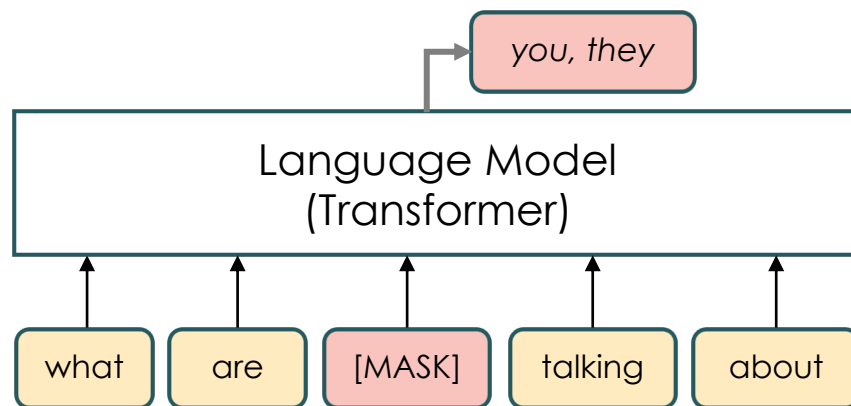 you, they
Language Model
(Transformer)
what are [MASK] talking about